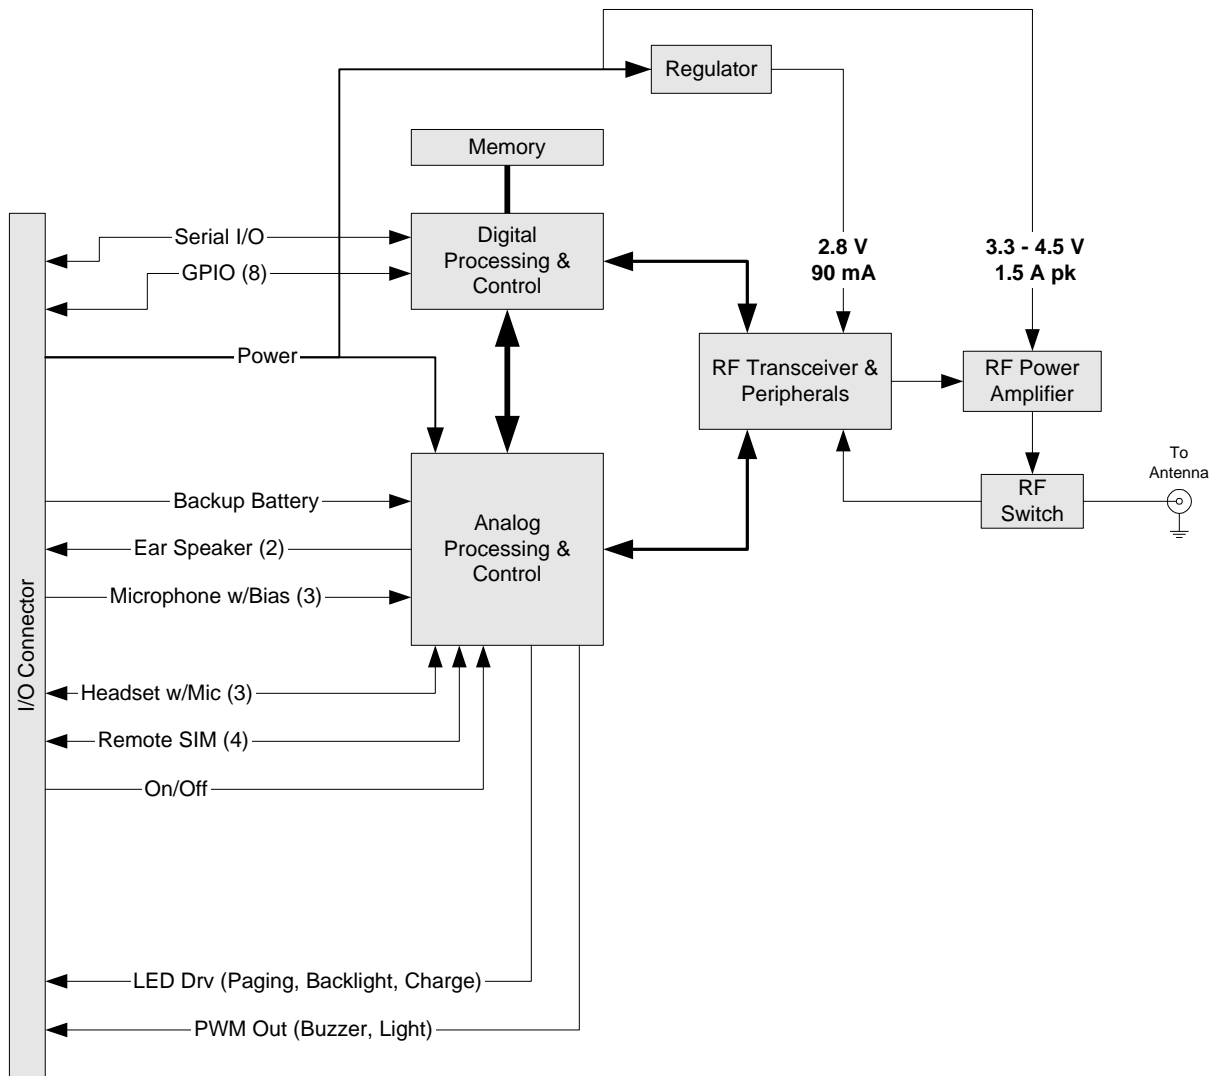 Regulator
Memory
Serial I/O
GPIO (8)
Digital
Processing &
Control
2.8 V
90 mA
3.3 - 4.5 V
1.5 A pk
Power
RF Transceiver &
Peripherals
RF Power
Amplifier
To
Antenna
RF
Switch
Backup Battery
Ear Speaker (2)
Microphone w/Bias (3)
Analog
Processing &
Control
I/O Connector
Headset w/Mic (3)
Remote SIM (4)
On/Off
LED Drv (Paging, Backlight, Charge)
PWM Out (Buzzer, Light)